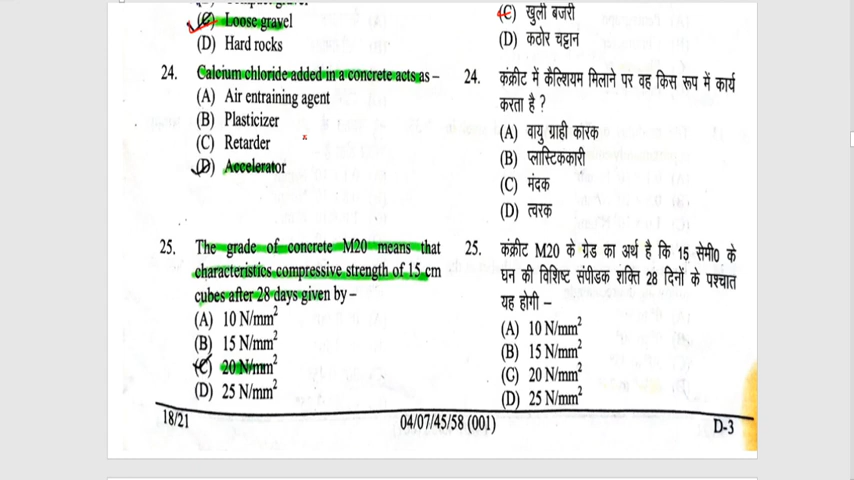 (C) Loose gravel
(D) Hard rocks
24. Calcium chloride added in a concrete acts as –
(A) Air entraining agent
(B) Plasticizer
(C) Retarder
(D) Accelerator
25. The grade of concrete M20 means that
characteristics compressive strength of 15 cm
cubes after 28 days given by –
(A) 10 N/mm²
(B) 15 N/mm²
(C) 20 N/mm²
(D) 25 N/mm²
(C) खुली बजरी
(D) कठोर चट्टान
24. कंक्रीट में कैल्शियम मिलाने पर वह किस रूप में कार्य
करता है ?
(A) वायु ग्राही कारक
(B) प्लास्टिककारी
(C) मंदक
(D) त्वरक
25. कंक्रीट M20 के ग्रेड का अर्थ है कि 15 सेमी0 के
घन की विशिष्ट संपीडक शक्ति 28 दिनों के पश्चात
यह होगी –
(A) 10 N/mm²
(B) 15 N/mm²
(C) 20 N/mm²
(D) 25 N/mm²
18/21 04/07/45/58 (001) D-3